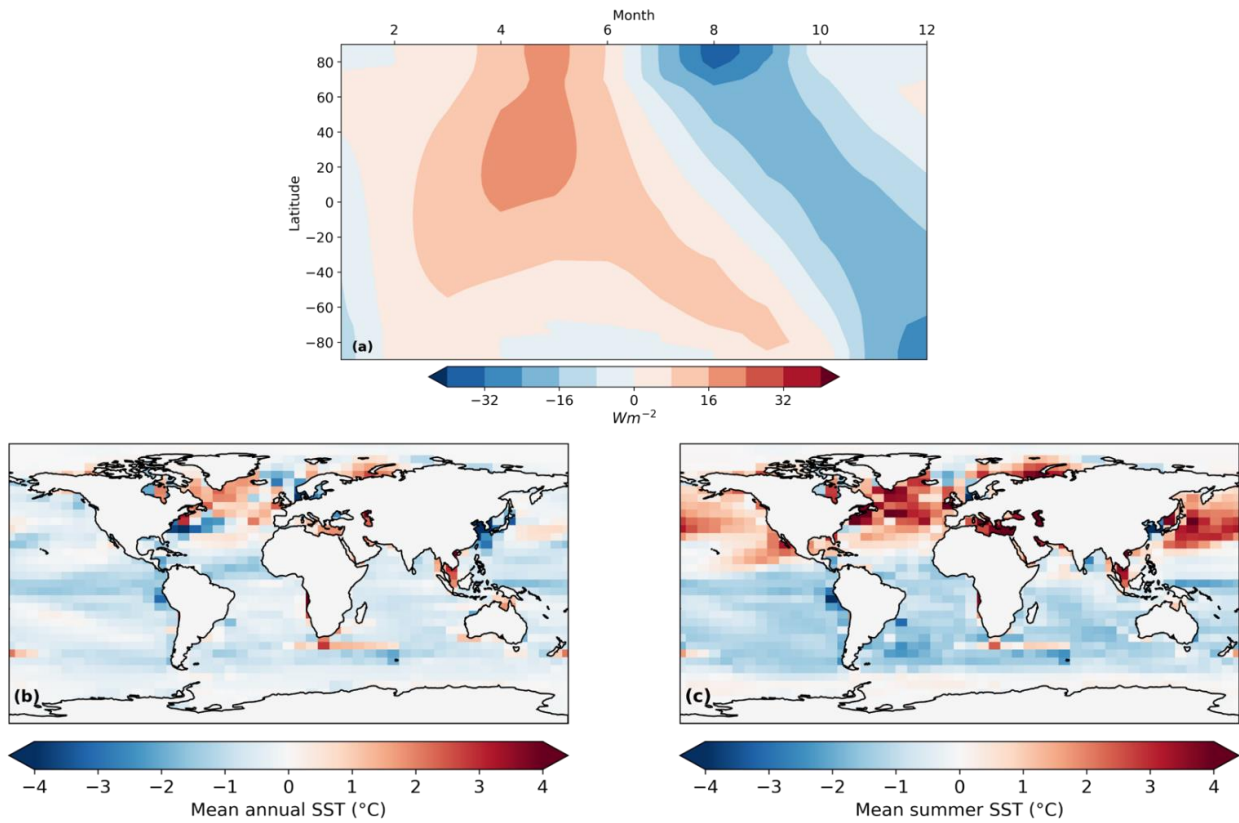 Month
2 4 6 8 10 12
80
60
40
20
0
−20
−40
−60
−80
Latitude
(a)
−32 −16 0 16 32
Wm⁻²
(b)
(c)
−4 −3 −2 −1 0 1 2 3 4
Mean annual SST (°C)
−4 −3 −2 −1 0 1 2 3 4
Mean summer SST (°C)